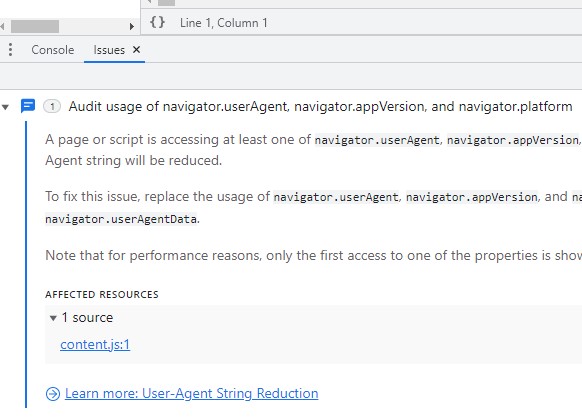 {} Line 1, Column 1
Console Issues ×
1 Audit usage of navigator.userAgent, navigator.appVersion, and navigator.platform
A page or script is accessing at least one of navigator.userAgent, navigator.appVersion,
Agent string will be reduced.
To fix this issue, replace the usage of navigator.userAgent, navigator.appVersion, and na
navigator.userAgentData.
Note that for performance reasons, only the first access to one of the properties is show
AFFECTED RESOURCES
1 source
content.js:1
Learn more: User-Agent String Reduction